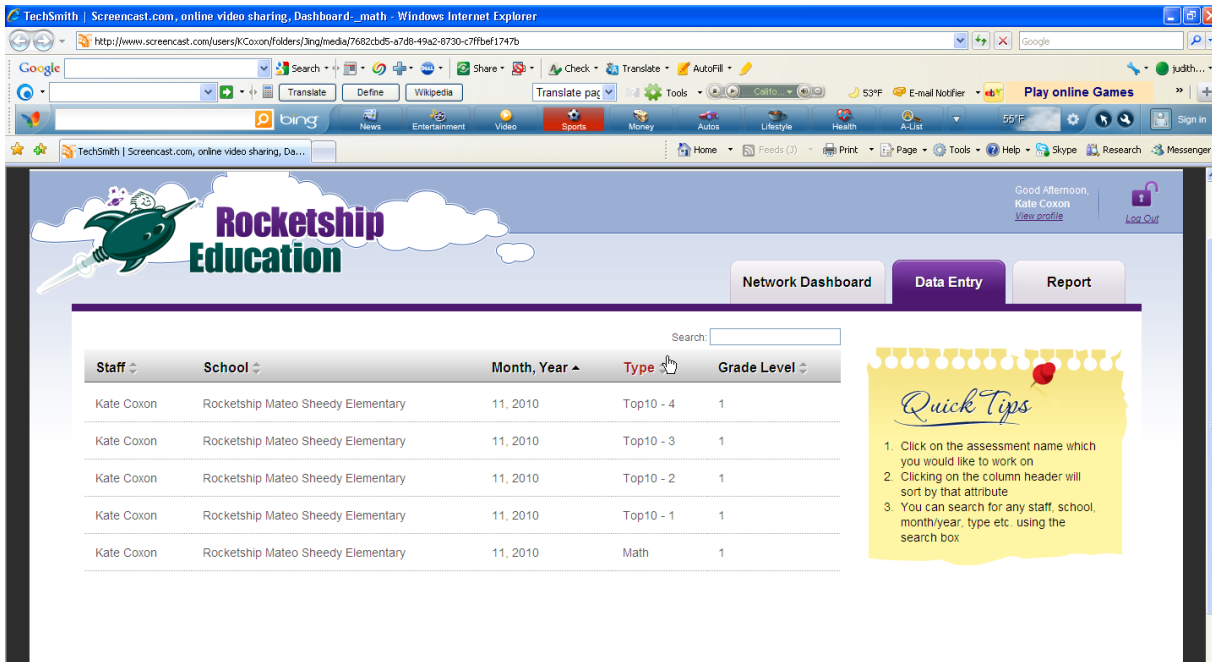 TechSmith | Screencast.com, online video sharing, Dashboard-_math - Windows Internet Explorer
http://www.screencast.com/users/KCoxon/folders/Jing/media/7682cbd5-a7d8-49a2-8730-c7ffbef1747b
Google
Google Search Share Check Translate AutoFill judith...
Translate Define Wikipedia Translate pag Tools Califo... 53°F E-mail Notifier ebY Play online Games »
bing News Entertainment Video Sports Money Autos Lifestyle Health A-List 55°F Sign in
TechSmith | Screencast.com, online video sharing, Da... Home Feeds (J) Print Page Tools Help Skype Research Messenger
Good Afternoon,
Kate Coxon
View profile Log Out
Rocketship
Education
Network Dashboard Data Entry Report
Search:
Staff School Month, Year Type Grade Level
Kate Coxon Rocketship Mateo Sheedy Elementary 11, 2010 Top10 - 4 1
Kate Coxon Rocketship Mateo Sheedy Elementary 11, 2010 Top10 - 3 1
Kate Coxon Rocketship Mateo Sheedy Elementary 11, 2010 Top10 - 2 1
Kate Coxon Rocketship Mateo Sheedy Elementary 11, 2010 Top10 - 1 1
Kate Coxon Rocketship Mateo Sheedy Elementary 11, 2010 Math 1
Quick Tips
1. Click on the assessment name which
you would like to work on
2. Clicking on the column header will
sort by that attribute
3. You can search for any staff, school,
month/year, type etc. using the
search box